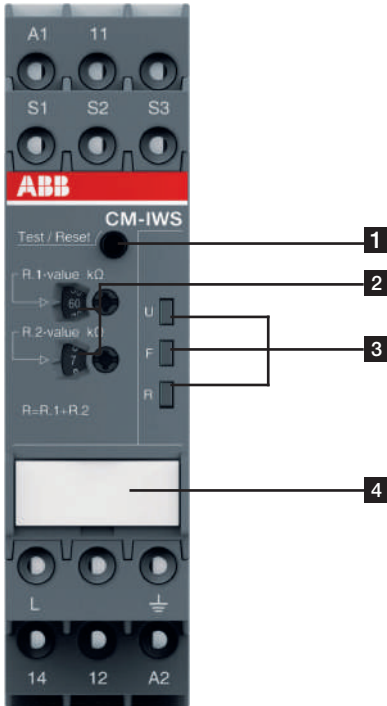 A1 11
S1 S2 S3
ABB
CM-IWS
Test / Reset
1
R.1-value kΩ
2
60
U
R.2-value kΩ
F
3
7
R
R=R.1+R.2
4
L ⏚
14 12 A2